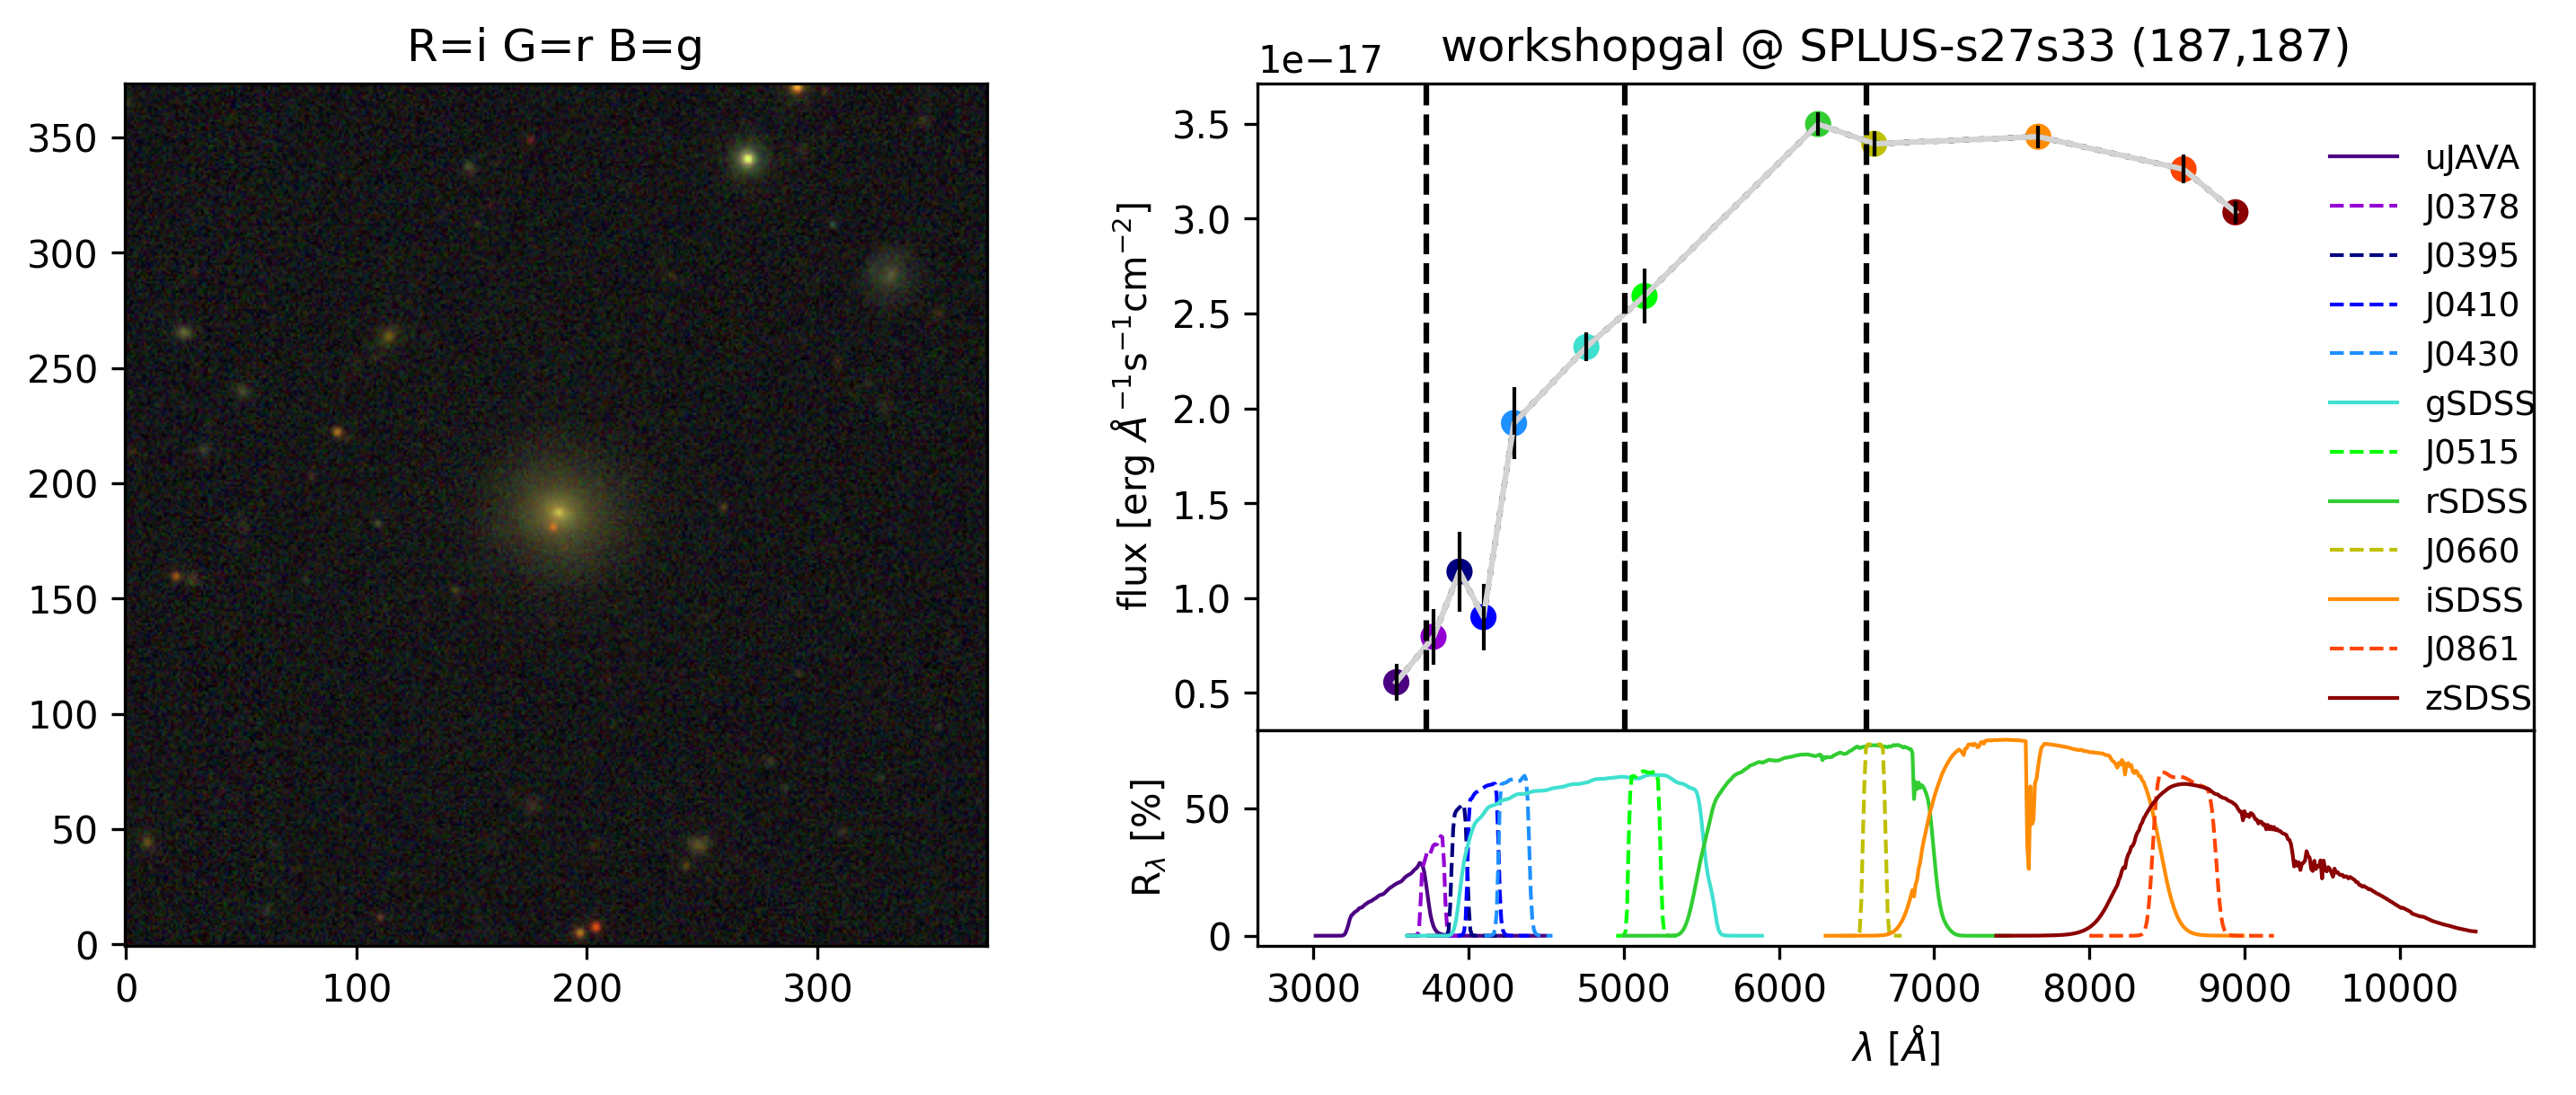 R=i G=r B=g
350
300
250
200
150
100
50
0
0
100
200
300
workshopgal @ SPLUS-s27s33 (187,187)
1e−17
flux [erg Å⁻¹s⁻¹cm⁻²]
3.5
3.0
2.5
2.0
1.5
1.0
0.5
uJAVA
J0378
J0395
J0410
J0430
gSDSS
J0515
rSDSS
J0660
iSDSS
J0861
zSDSS
Rλ [%]
50
0
3000
4000
5000
6000
7000
8000
9000
10000
λ [Å]